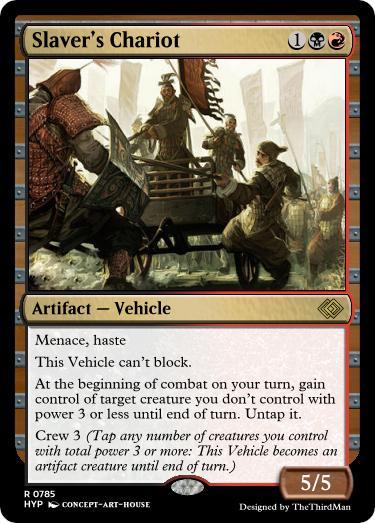 Slaver's Chariot 1
Artifact — Vehicle
Menace, haste
This Vehicle can't block.
At the beginning of combat on your turn, gain
control of target creature you don't control with
power 3 or less until end of turn. Untap it.
Crew 3 (Tap any number of creatures you control
with total power 3 or more: This Vehicle becomes an
artifact creature until end of turn.)
5/5
R 0785
HYP CONCEPT-ART-HOUSE
Designed by TheThirdMan